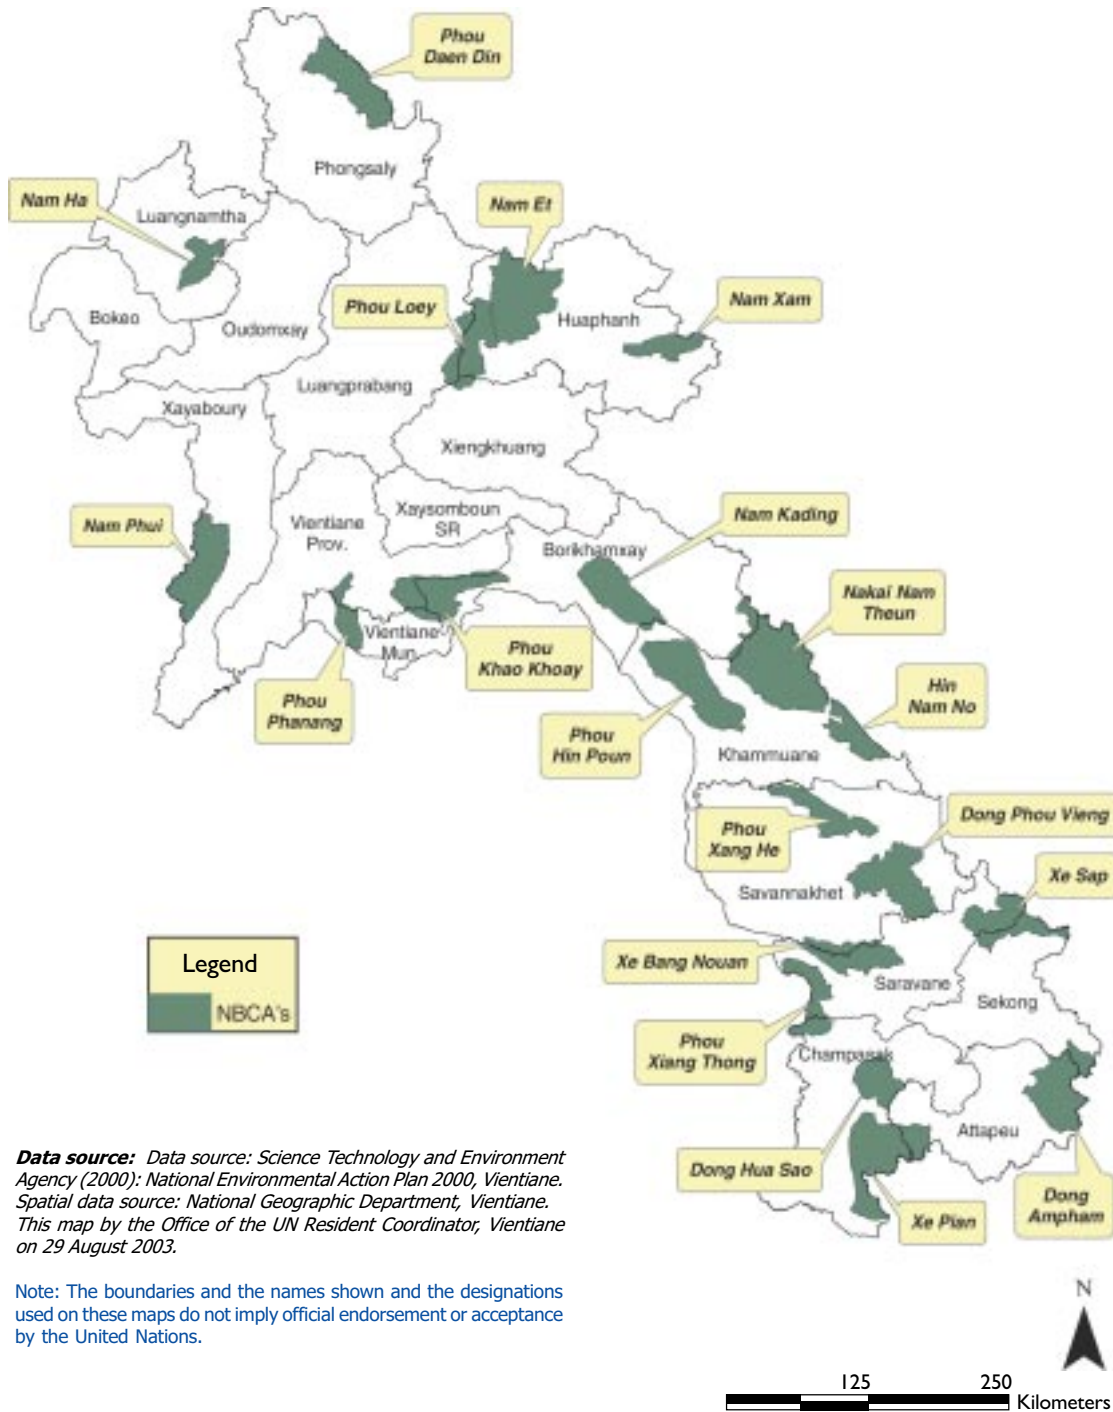 Phou
Daen Din
Phongsaly
Nam Ha
Luangnamtha
Nam Et
Bokeo
Oudomxay
Phou Loey
Huaphanh
Nam Xam
Luangprabang
Xayaboury
Xiengkhuang
Nam Phui
Vientiane
Prov.
Xaysomboun
SR
Nam Kading
Borikhamxay
Nakai Nam
Theun
Vientiane
Mun.
Phou
Khao Khoay
Phou
Phanang
Hin
Nam No
Phou
Hin Poun
Khammuane
Phou
Xang He
Dong Phou Vieng
Savannakhet
Xe Sap
Xe Bang Nouan
Saravane
Sekong
Legend
NBCA's
Phou
Xiang Thong
Champasak
Attapeu
Dong Hua Sao
Xe Pian
Dong
Ampham
Data source: Data source: Science Technology and Environment
Agency (2000): National Environmental Action Plan 2000, Vientiane.
Spatial data source: National Geographic Department, Vientiane.
This map by the Office of the UN Resident Coordinator, Vientiane
on 29 August 2003.
Note: The boundaries and the names shown and the designations
used on these maps do not imply official endorsement or acceptance
by the United Nations.
N
125 250
Kilometers